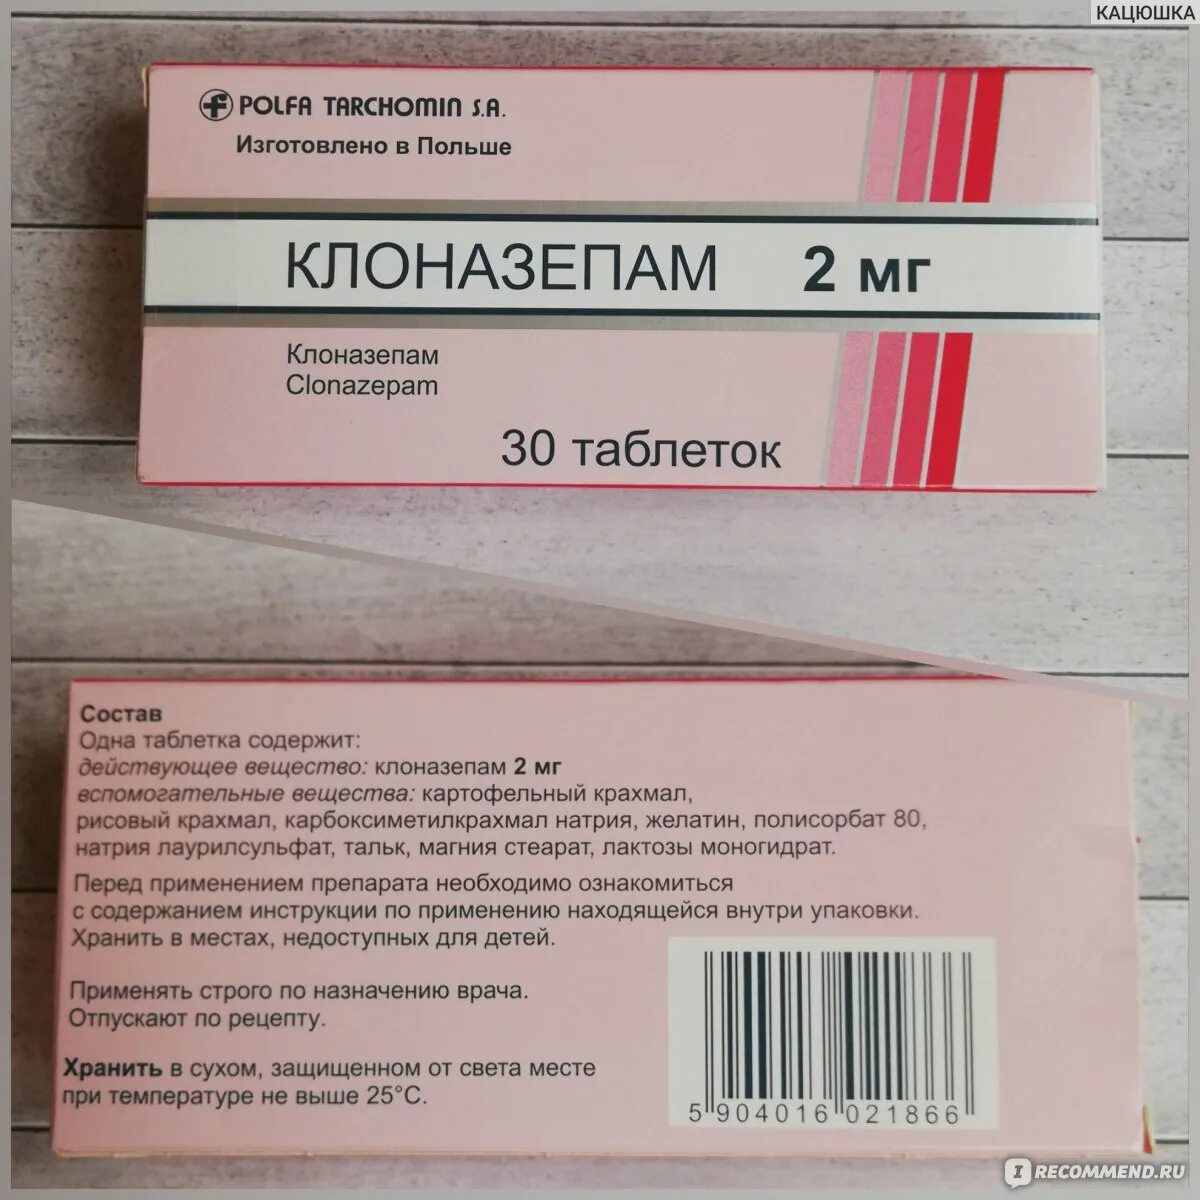 КАЦЮШКА
POLFA TARCHOMIN S.A.
Изготовлено в Польше
КЛОНАЗЕПАМ 2 мг
Клоназепам
Clonazepam
30 таблеток
Состав
Одна таблетка содержит:
действующее вещество: клоназепам 2 мг
вспомогательные вещества: картофельный крахмал,
рисовый крахмал, карбоксиметилкрахмал натрия, желатин, полисорбат 80,
натрия лаурилсульфат, тальк, магния стеарат, лактозы моногидрат.
Перед применением препарата необходимо ознакомиться
с содержанием инструкции по применению находящейся внутри упаковки.
Хранить в местах, недоступных для детей.
Применять строго по назначению врача.
Отпускают по рецепту.
Хранить в сухом, защищенном от света месте
при температуре не выше 25°С.
5 904016 021866
I RECOMMEND.RU